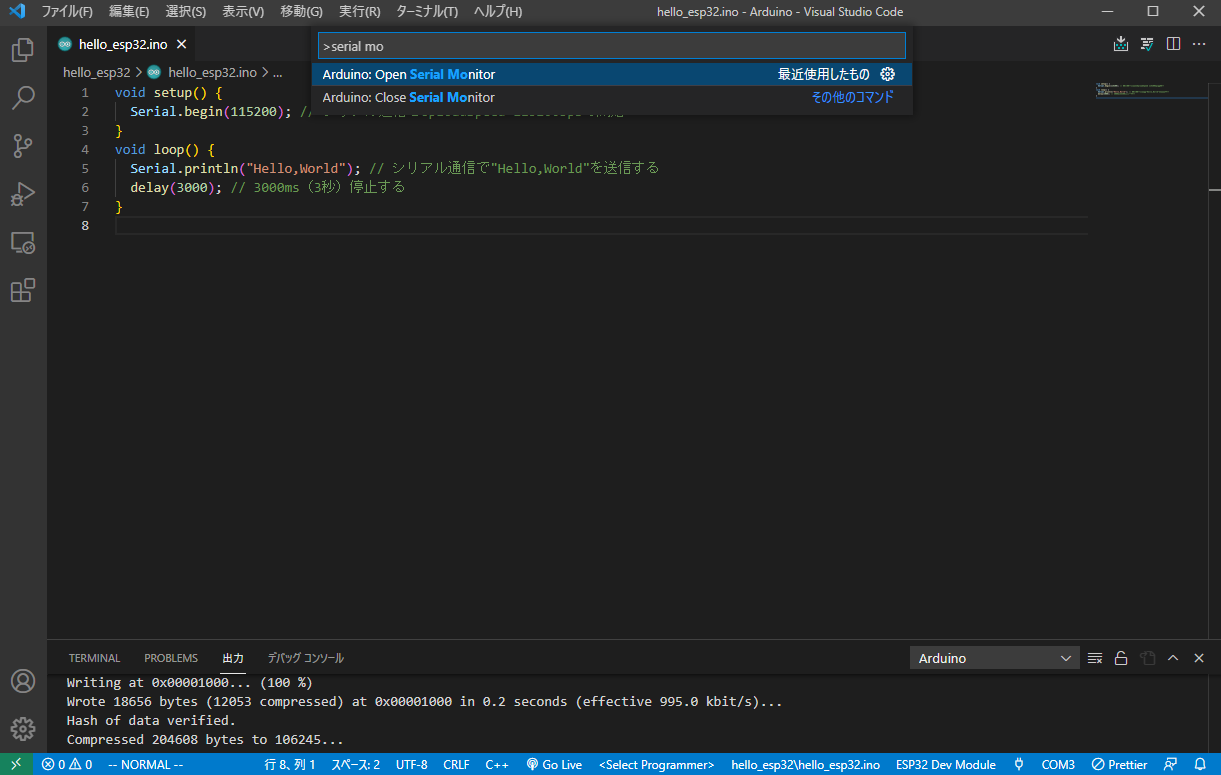 ファイル(F) 編集(E) 選択(S) 表示(V) 移動(G) 実行(R) ターミナル(T) ヘルプ(H) hello_esp32.ino - Arduino - Visual Studio Code
hello_esp32.ino
>serial mo
hello_esp32 > hello_esp32.ino > ...
Arduino: Open Serial Monitor 最近使用したもの
Arduino: Close Serial Monitor その他のコマンド
1 void setup() {
2 Serial.begin(115200); //
3 }
4 void loop() {
5 Serial.println("Hello,World"); // シリアル通信で"Hello,World"を送信する
6 delay(3000); // 3000ms（3秒）停止する
7 }
8
TERMINAL PROBLEMS 出力 デバッグ コンソール Arduino
Writing at 0x00001000... (100 %)
Wrote 18656 bytes (12053 compressed) at 0x00001000 in 0.2 seconds (effective 995.0 kbit/s)...
Hash of data verified.
Compressed 204608 bytes to 106245...
0 0 -- NORMAL -- 行 8、列 1 スペース: 2 UTF-8 CRLF C++ Go Live <Select Programmer> hello_esp32\hello_esp32.ino ESP32 Dev Module COM3 Prettier